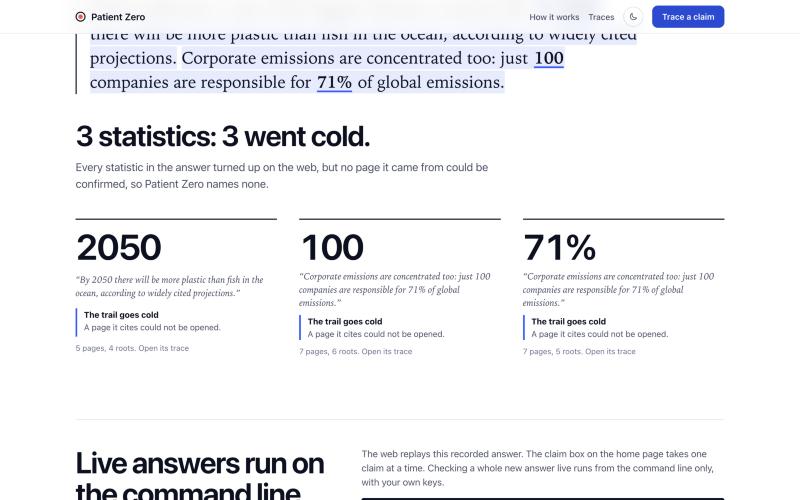 Patient Zero
How it works
Traces
Trace a claim
there will be more plastic than fish in the ocean, according to widely cited
projections. Corporate emissions are concentrated too: just 100
companies are responsible for 71% of global emissions.
3 statistics: 3 went cold.
Every statistic in the answer turned up on the web, but no page it came from could be
confirmed, so Patient Zero names none.
2050
“By 2050 there will be more plastic than fish in the
ocean, according to widely cited projections.”
The trail goes cold
A page it cites could not be opened.
5 pages, 4 roots. Open its trace
100
“Corporate emissions are concentrated too: just 100
companies are responsible for 71% of global
emissions.”
The trail goes cold
A page it cites could not be opened.
7 pages, 6 roots. Open its trace
71%
“Corporate emissions are concentrated too: just 100
companies are responsible for 71% of global
emissions.”
The trail goes cold
A page it cites could not be opened.
7 pages, 5 roots. Open its trace
Live answers run on
the command line
The web replays this recorded answer. The claim box on the home page takes one
claim at a time. Checking a whole new answer live runs from the command line only,
with your own keys.